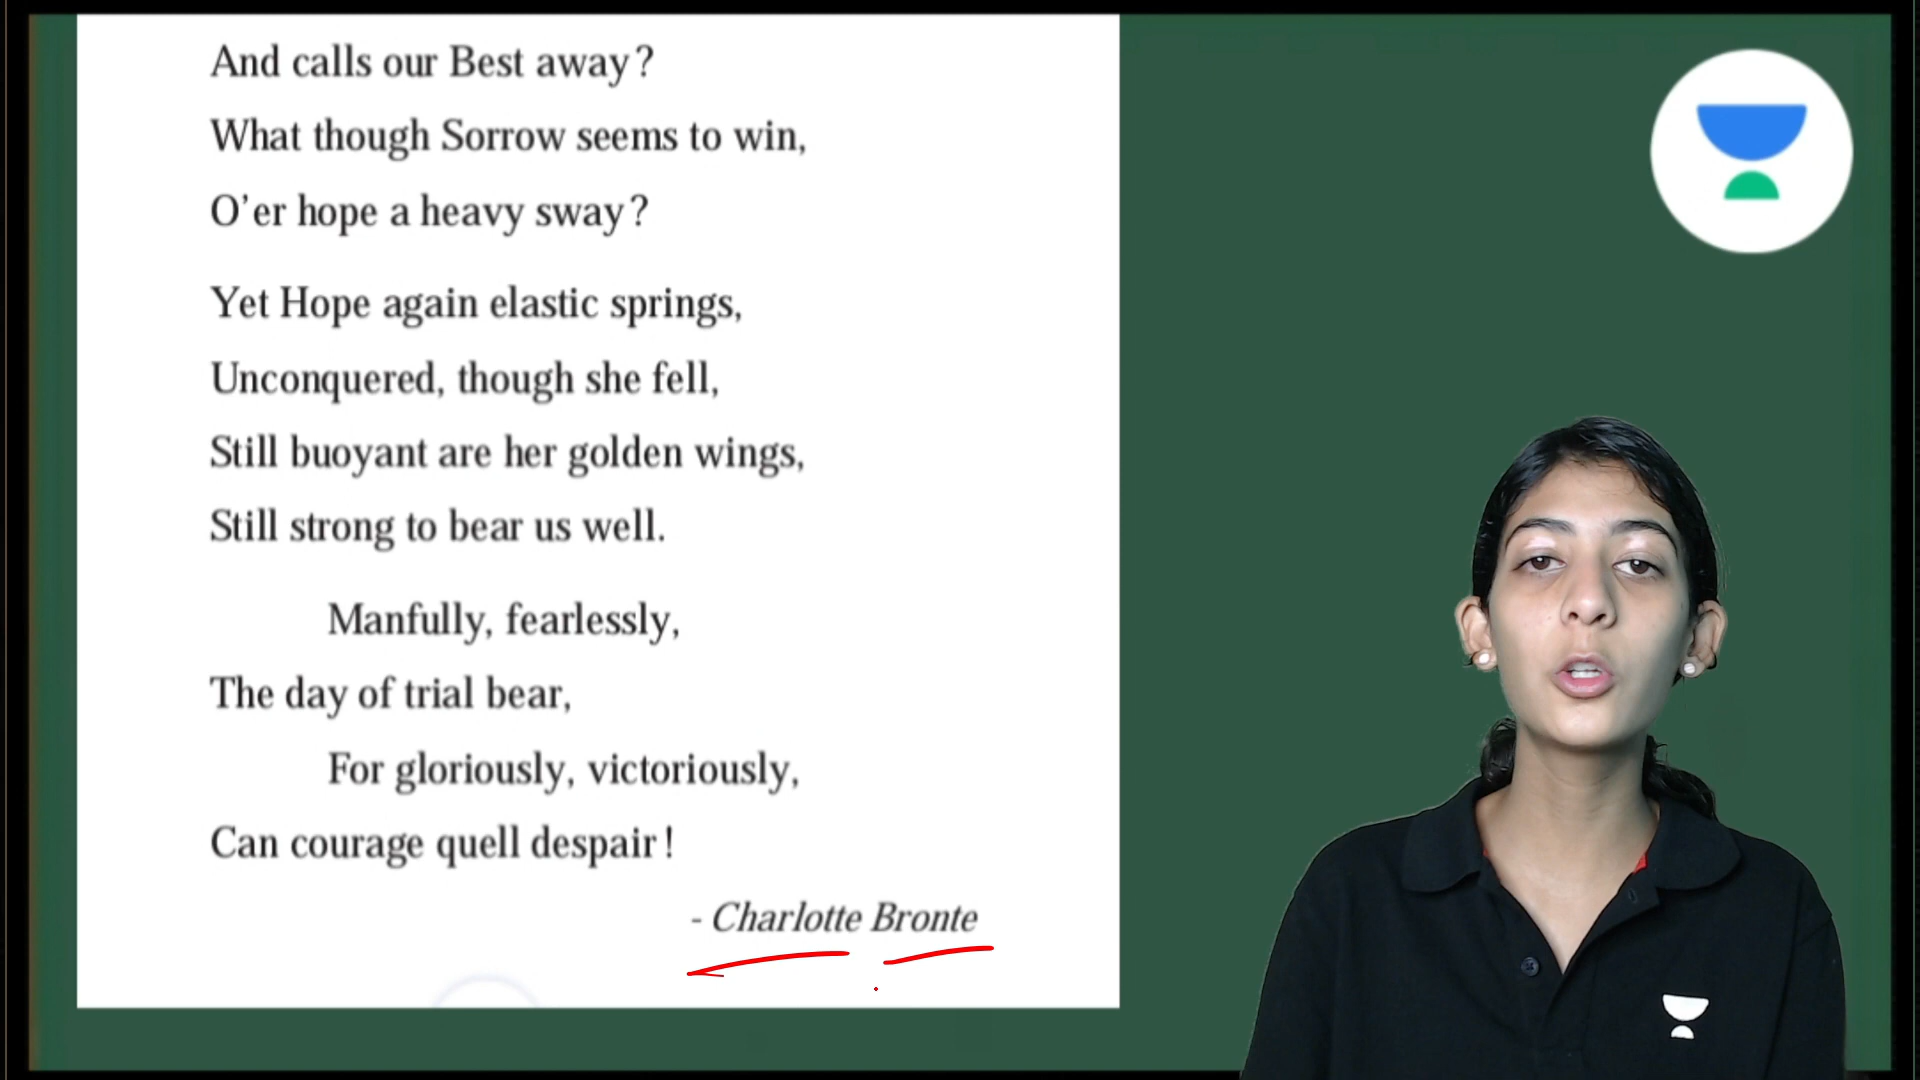 And calls our Best away?
What though Sorrow seems to win,
O’er hope a heavy sway?
Yet Hope again elastic springs,
Unconquered, though she fell,
Still buoyant are her golden wings,
Still strong to bear us well.
Manfully, fearlessly,
The day of trial bear,
For gloriously, victoriously,
Can courage quell despair!
- Charlotte Bronte